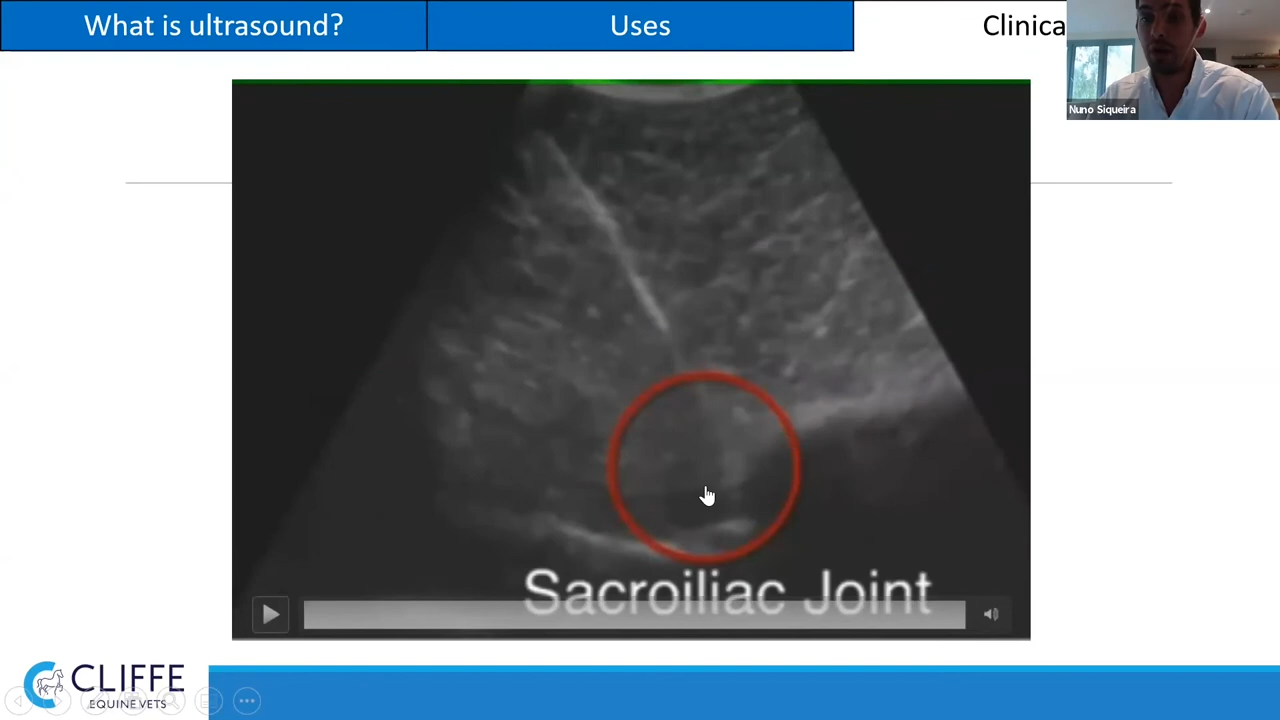 What is ultrasound?
Uses
Clinica
Nuno Siqueira
Sacroiliac Joint
CLIFFE
EQUINE VETS